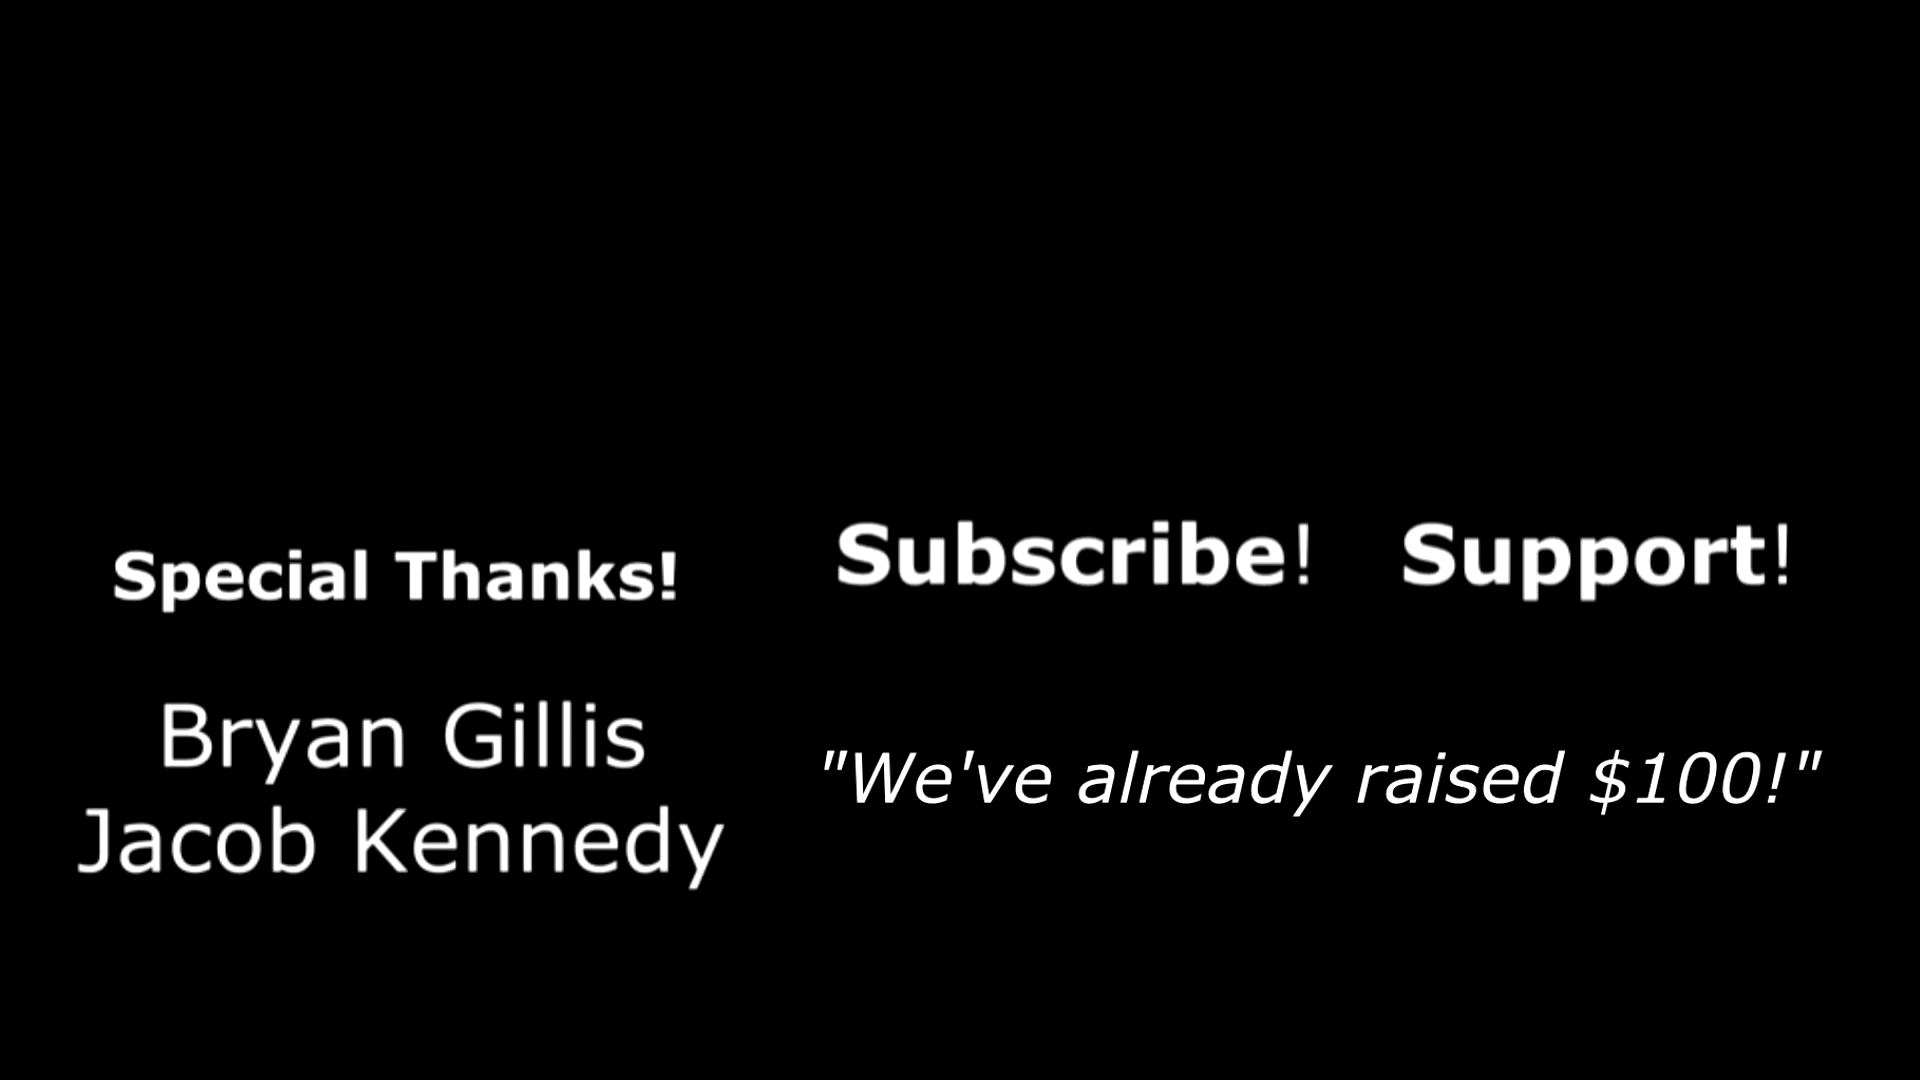 Special Thanks!
Bryan Gillis
Jacob Kennedy
Subscribe!
Support!
"We've already raised $100!"